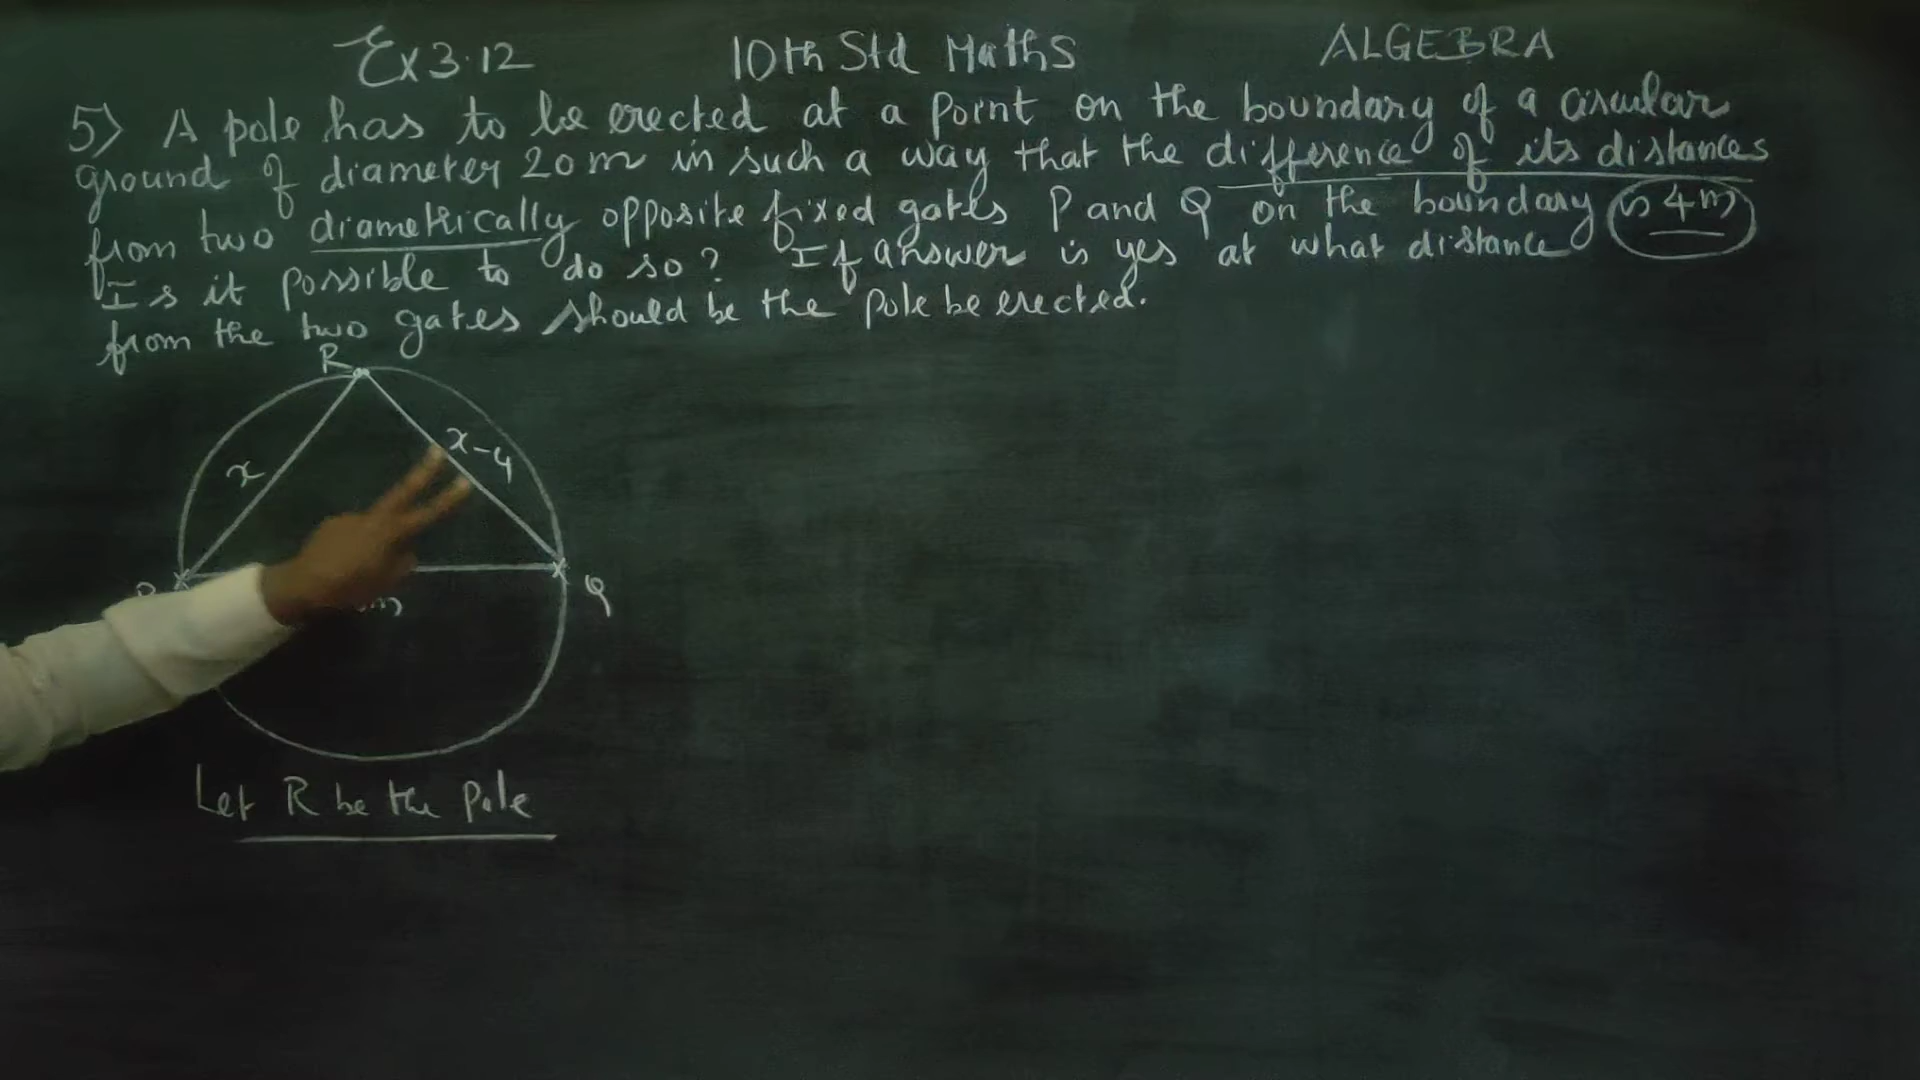 Ex 3.12 10th Std Maths ALGEBRA
5) A pole has to be erected at a point on the boundary of a circular
ground of diameter 20m in such a way that the difference of its distances
from two diametrically opposite fixed gates P and Q on the boundary is 4m
Is it possible to do so? If answer is yes at what distance
from the two gates should be the pole be erected.
R
x x-4
Q
Let R be the Pole